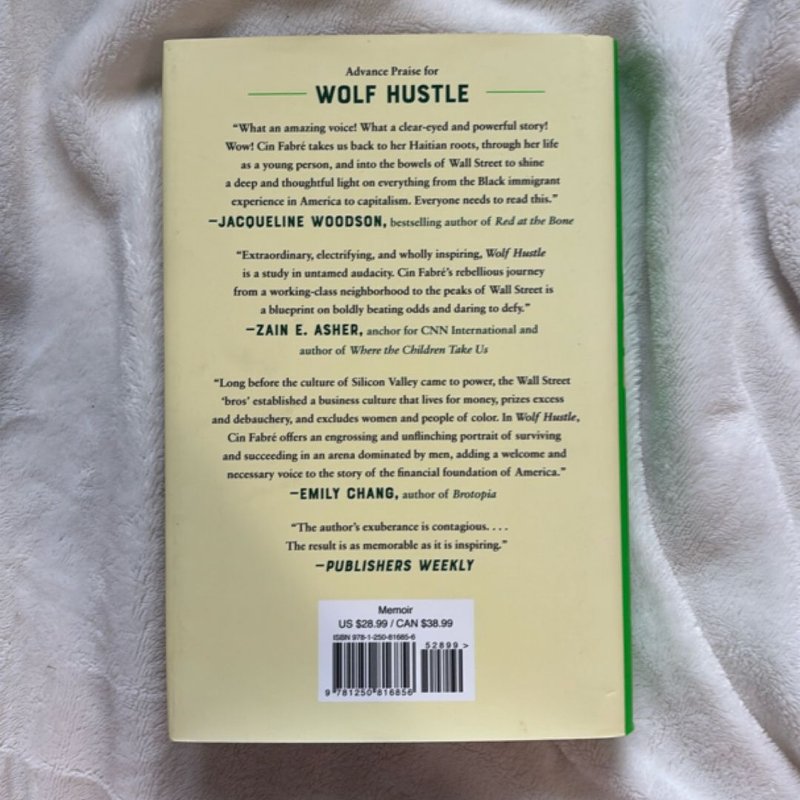 Advance Praise for
WOLF HUSTLE
“What an amazing voice! What a clear-eyed and powerful story!
Wow! Cin Fabré takes us back to her Haitian roots, through her life
as a young person, and into the bowels of Wall Street to shine
a deep and thoughtful light on everything from the Black immigrant
experience in America to capitalism. Everyone needs to read this.”
—JACQUELINE WOODSON, bestselling author of Red at the Bone
“Extraordinary, electrifying, and wholly inspiring, Wolf Hustle
is a study in untamed audacity. Cin Fabré’s rebellious journey
from a working-class neighborhood to the peaks of Wall Street is
a blueprint on boldly beating odds and daring to defy.”
—ZAIN E. ASHER, anchor for CNN International and
author of Where the Children Take Us
“Long before the culture of Silicon Valley came to power, the Wall Street
‘bros’ established a business culture that lives for money, prizes excess
and debauchery, and excludes women and people of color. In Wolf Hustle,
Cin Fabré offers an engrossing and unflinching portrait of surviving
and succeeding in an arena dominated by men, adding a welcome and
necessary voice to the story of the financial foundation of America.”
—EMILY CHANG, author of Brotopia
“The author’s exuberance is contagious. . . .
The result is as memorable as it is inspiring.”
—PUBLISHERS WEEKLY
Memoir
US $28.99 / CAN $38.99
ISBN 978-1-250-81685-6
52899 >
9 781250 816856